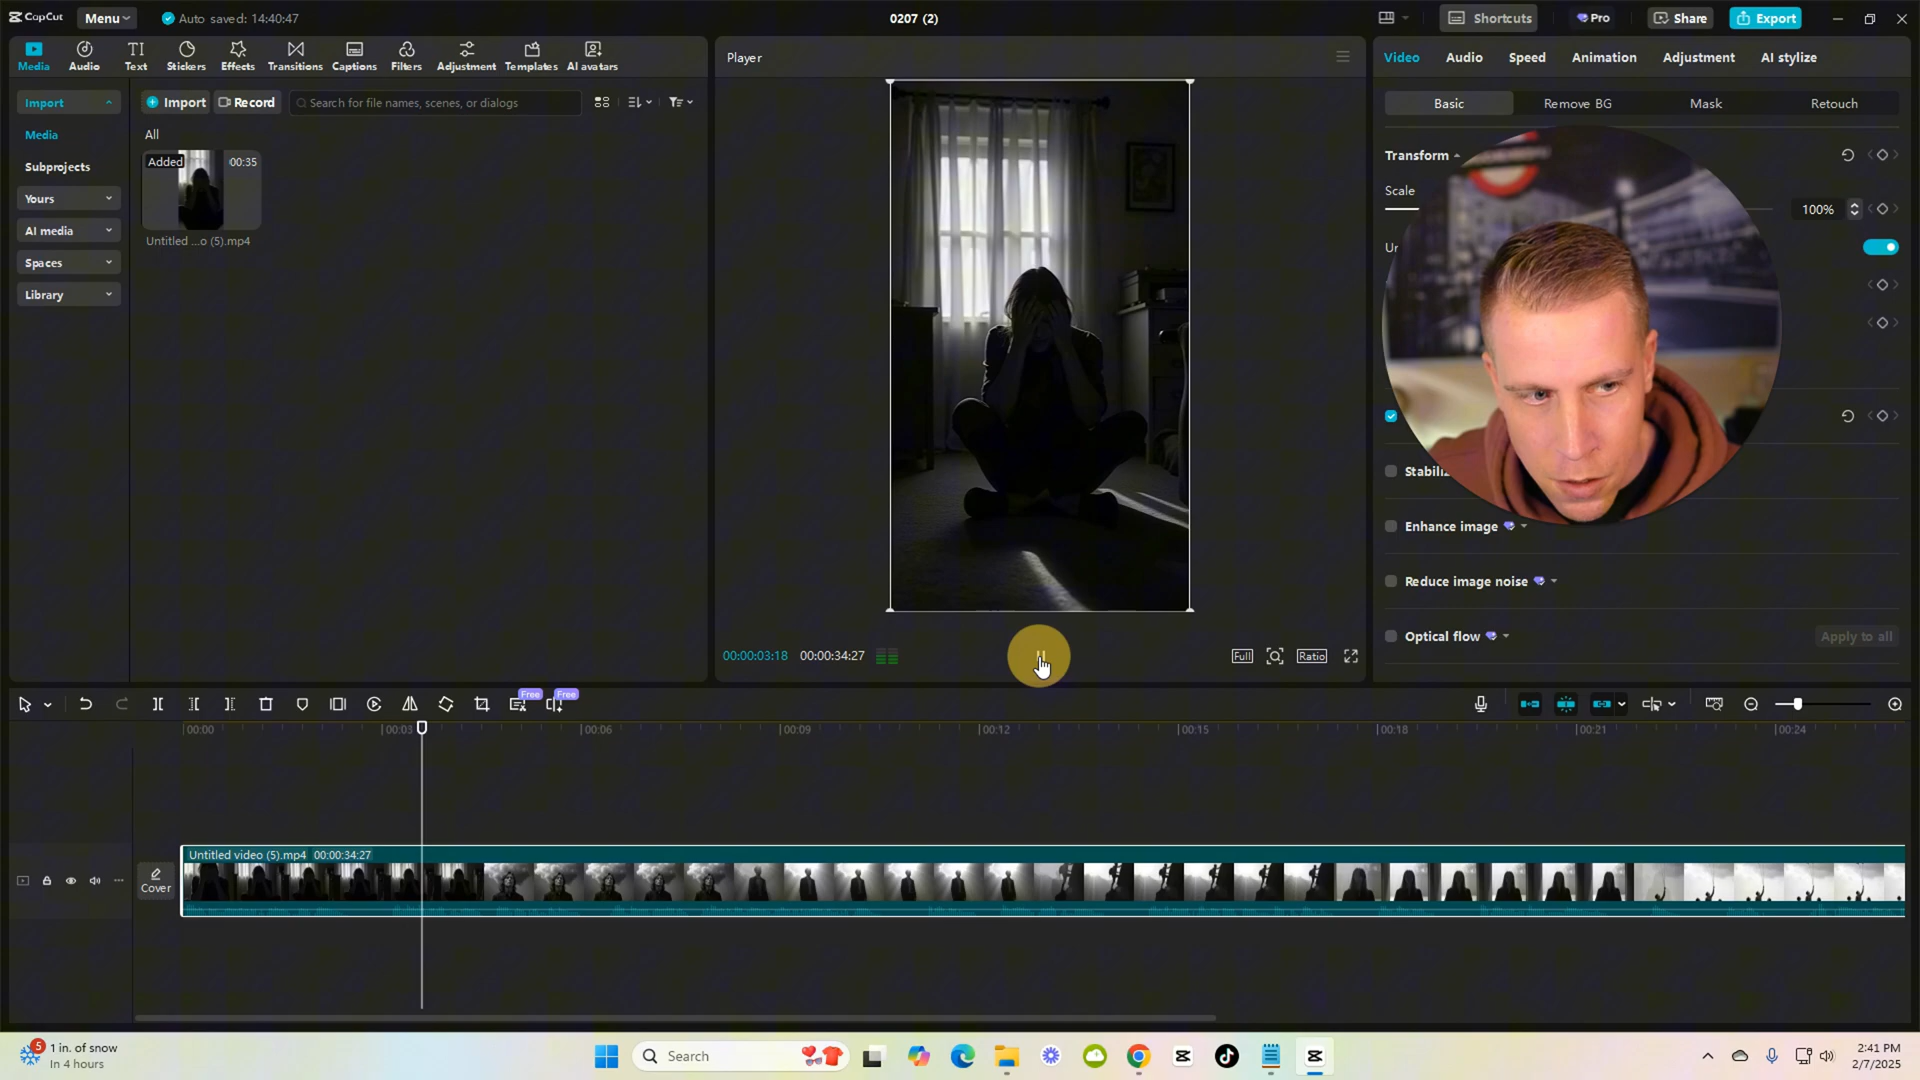 CapCut
Menu
Auto saved: 14:40:47
0207 (2)
Shortcuts
Pro
Share
Export
Media
Audio
Text
Stickers
Effects
Transitions
Captions
Filters
Adjustment
Templates
AI avatars
Import
Media
Subprojects
Yours
AI media
Spaces
Library
Import
Record
Search for file names, scenes, or dialogs
All
Added
00:35
Untitled ...o (5).mp4
Player
00:00:03:18
00:00:34:27
Full
Ratio
Video
Audio
Speed
Animation
Adjustment
AI stylize
Basic
Remove BG
Mask
Retouch
Transform
Scale
100%
Enhance image
Reduce image noise
Optical flow
Apply to all
Free
Free
00:00
00:03
00:06
00:09
00:12
00:15
00:18
00:21
00:24
Cover
Untitled video (5).mp4 00:00:34:27
5
1 in. of snow
In 4 hours
Search
2:41 PM
2/7/2025